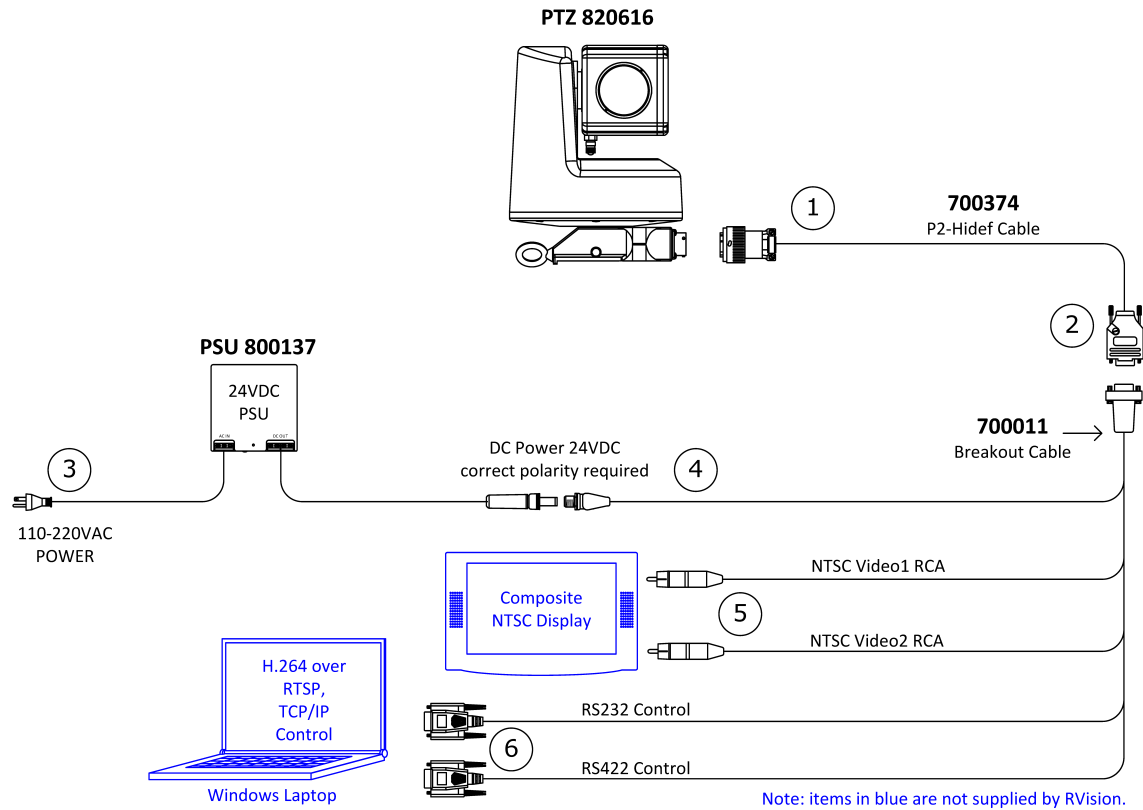 PTZ 820616
1
700374
P2-Hidef Cable
2
PSU 800137
24VDC
PSU
AC IN
DC OUT
700011
Breakout Cable
DC Power 24VDC
correct polarity required
3
4
110-220VAC
POWER
NTSC Video1 RCA
Composite
NTSC Display
5
NTSC Video2 RCA
H.264 over
RTSP,
TCP/IP
Control
RS232 Control
6
RS422 Control
Windows Laptop
Note: items in blue are not supplied by RVision.